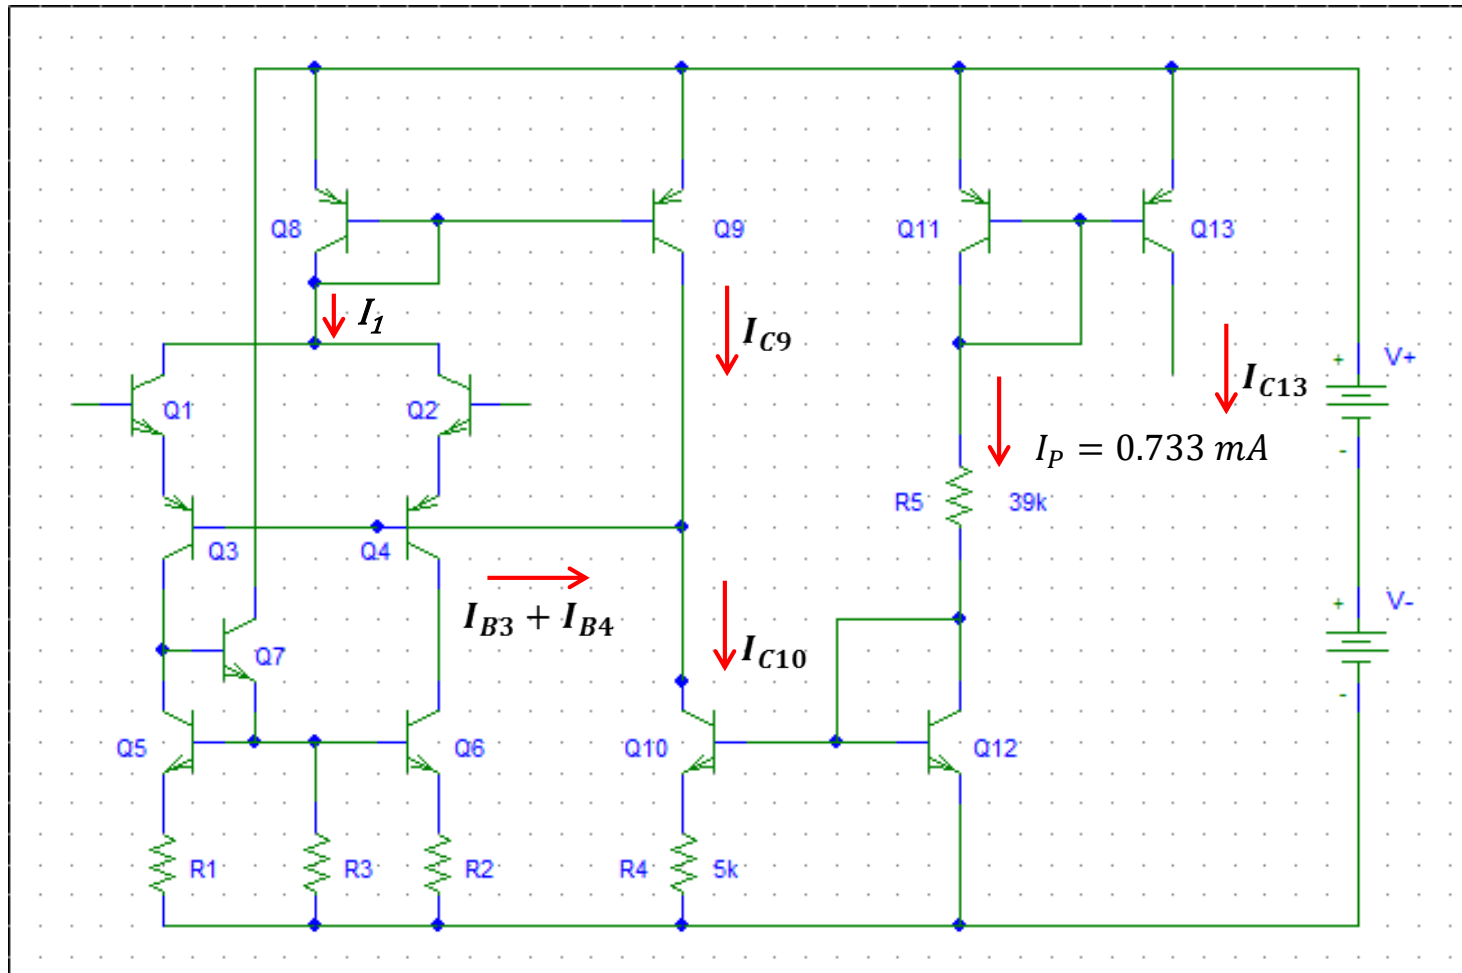 Q8
Q9
Q11
Q13
I1
IC9
V+
+
-
IC13
Q1
Q2
IP = 0.733 mA
R5
39k
Q3
Q4
IB3 + IB4
V-
+
-
IC10
Q7
Q5
Q6
Q10
Q12
R1
R3
R2
R4
5k